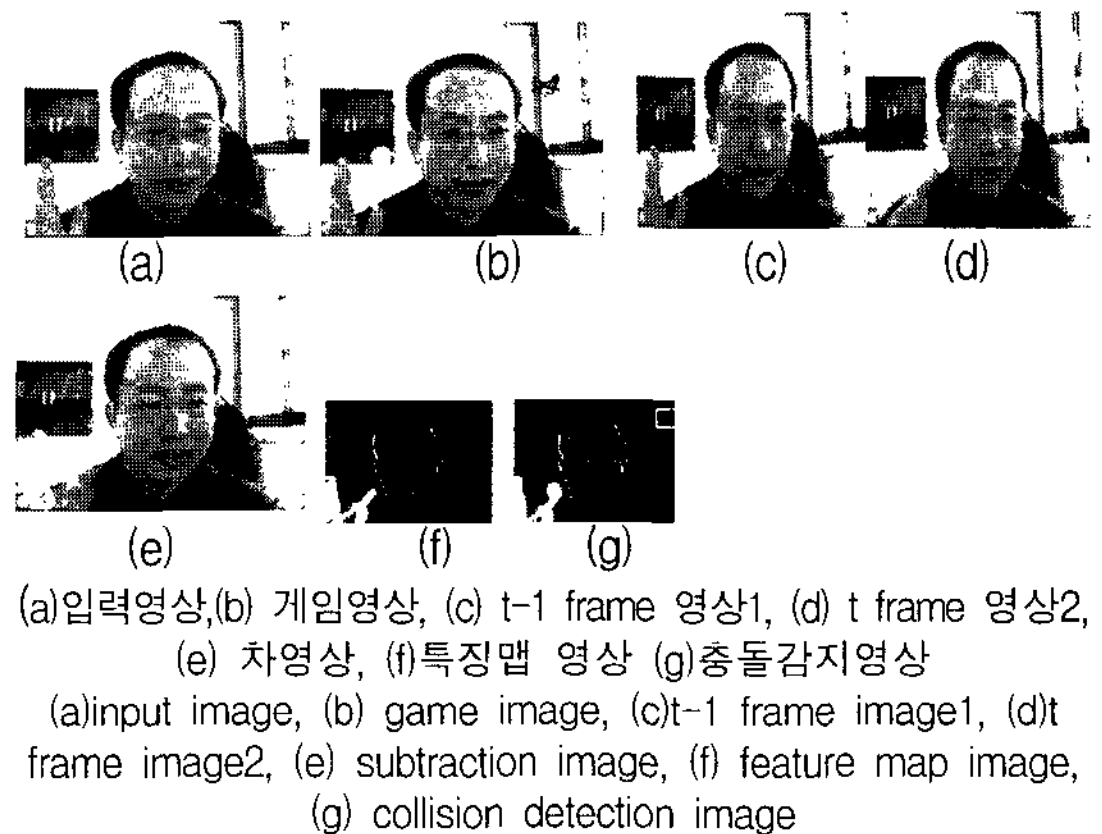 (a) (b) (c) (d)
(e) (f) (g)
(a)입력영상,(b) 게임영상, (c) t-1 frame 영상1, (d) t frame 영상2,
(e) 차영상, (f)특징맵 영상 (g)충돌감지영상
(a)input image, (b) game image, (c)t-1 frame image1, (d)t
frame image2, (e) subtraction image, (f) feature map image,
(g) collision detection image